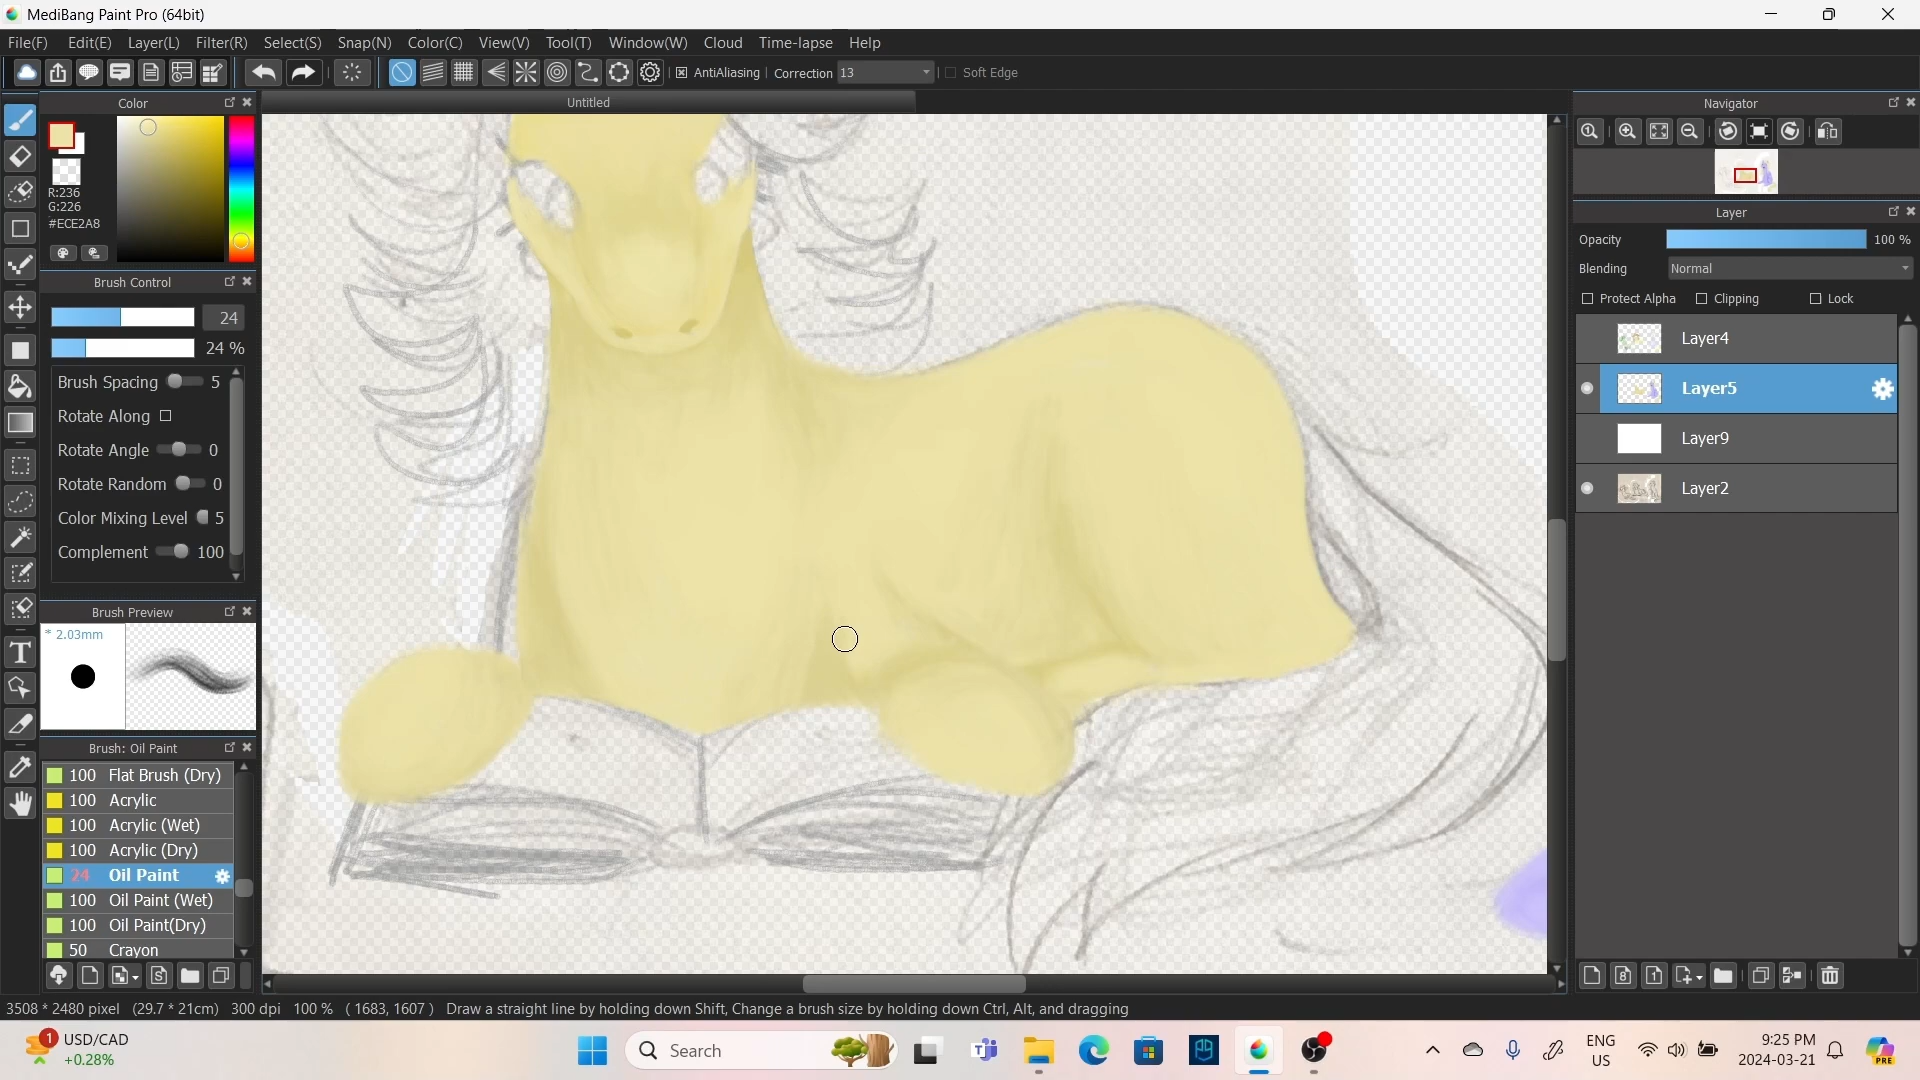 MediBang Paint Pro (64bit)
File(F) Edit(E) Layer(L) Filter(R) Select(S) Snap(N) Color(C) View(V) Tool(T) Window(W) Cloud Time-lapse Help
AntiAliasing Correction 13 Soft Edge
Color
Untitled
Navigator
R:236
G:226
#ECE2A8
Layer
Opacity 100 %
Blending Normal
Protect Alpha Clipping Lock
Layer4
Layer5
Layer9
Layer2
Brush Control
24
24 %
Brush Spacing 5
Rotate Along
Rotate Angle 0
Rotate Random 0
Color Mixing Level 5
Complement 100
Brush Preview
* 2.03mm
Brush: Oil Paint
100 Flat Brush (Dry)
100 Acrylic
100 Acrylic (Wet)
100 Acrylic (Dry)
24 Oil Paint
100 Oil Paint (Wet)
100 Oil Paint(Dry)
50 Crayon
3508 * 2480 pixel (29.7 * 21cm) 300 dpi 100 % ( 1683, 1607 ) Draw a straight line by holding down Shift, Change a brush size by holding down Ctrl, Alt, and dragging
1
USD/CAD
+0.28%
Search
ENG
US
9:25 PM
2024-03-21
PRE